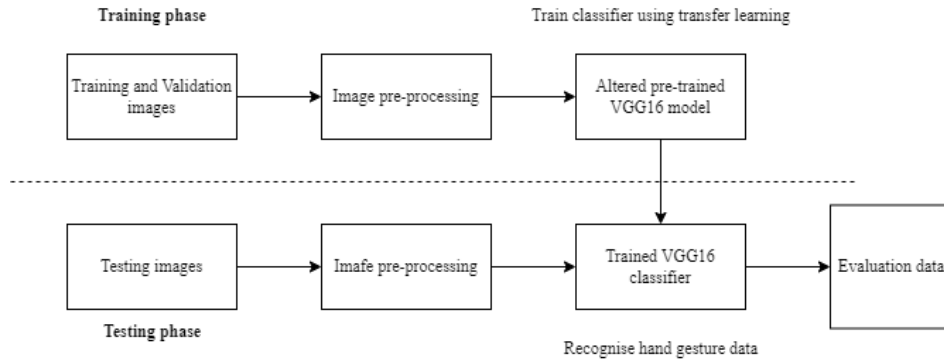 Training phase
Train classifier using transfer learning
Training and Validation
images
Image pre-processing
Altered pre-trained
VGG16 model
Testing images
Imafe pre-processing
Trained VGG16
classifier
Evaluation data
Testing phase
Recognise hand gesture data